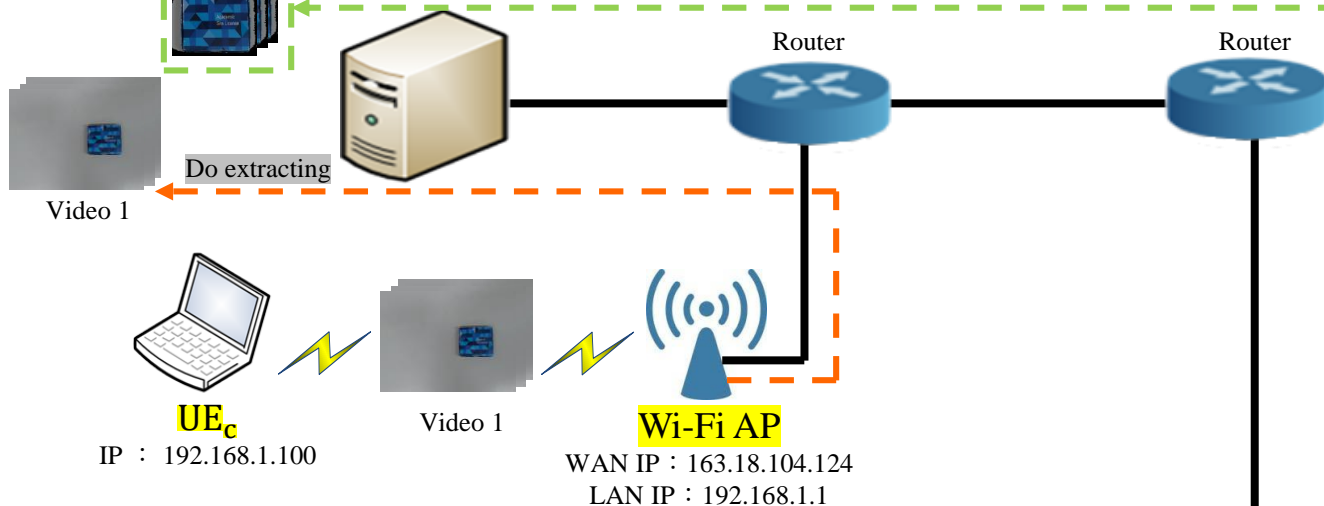 Router
Router
Do extracting
Video 1
Video 1
UEc
IP ： 192.168.1.100
Wi-Fi AP
WAN IP：163.18.104.124
LAN IP：192.168.1.1